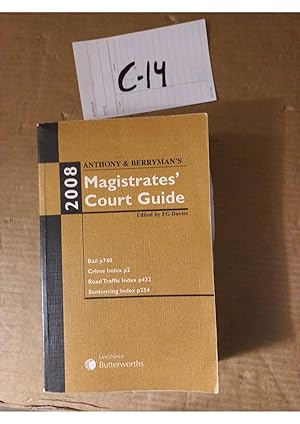 C-14
2008
ANTHONY & BERRYMAN'S
Magistrates'
Court Guide
Edited by FG Davies
Bail p740
Crime Index p2
Road Traffic Index p432
Sentencing Index p254
LexisNexis
Butterworths